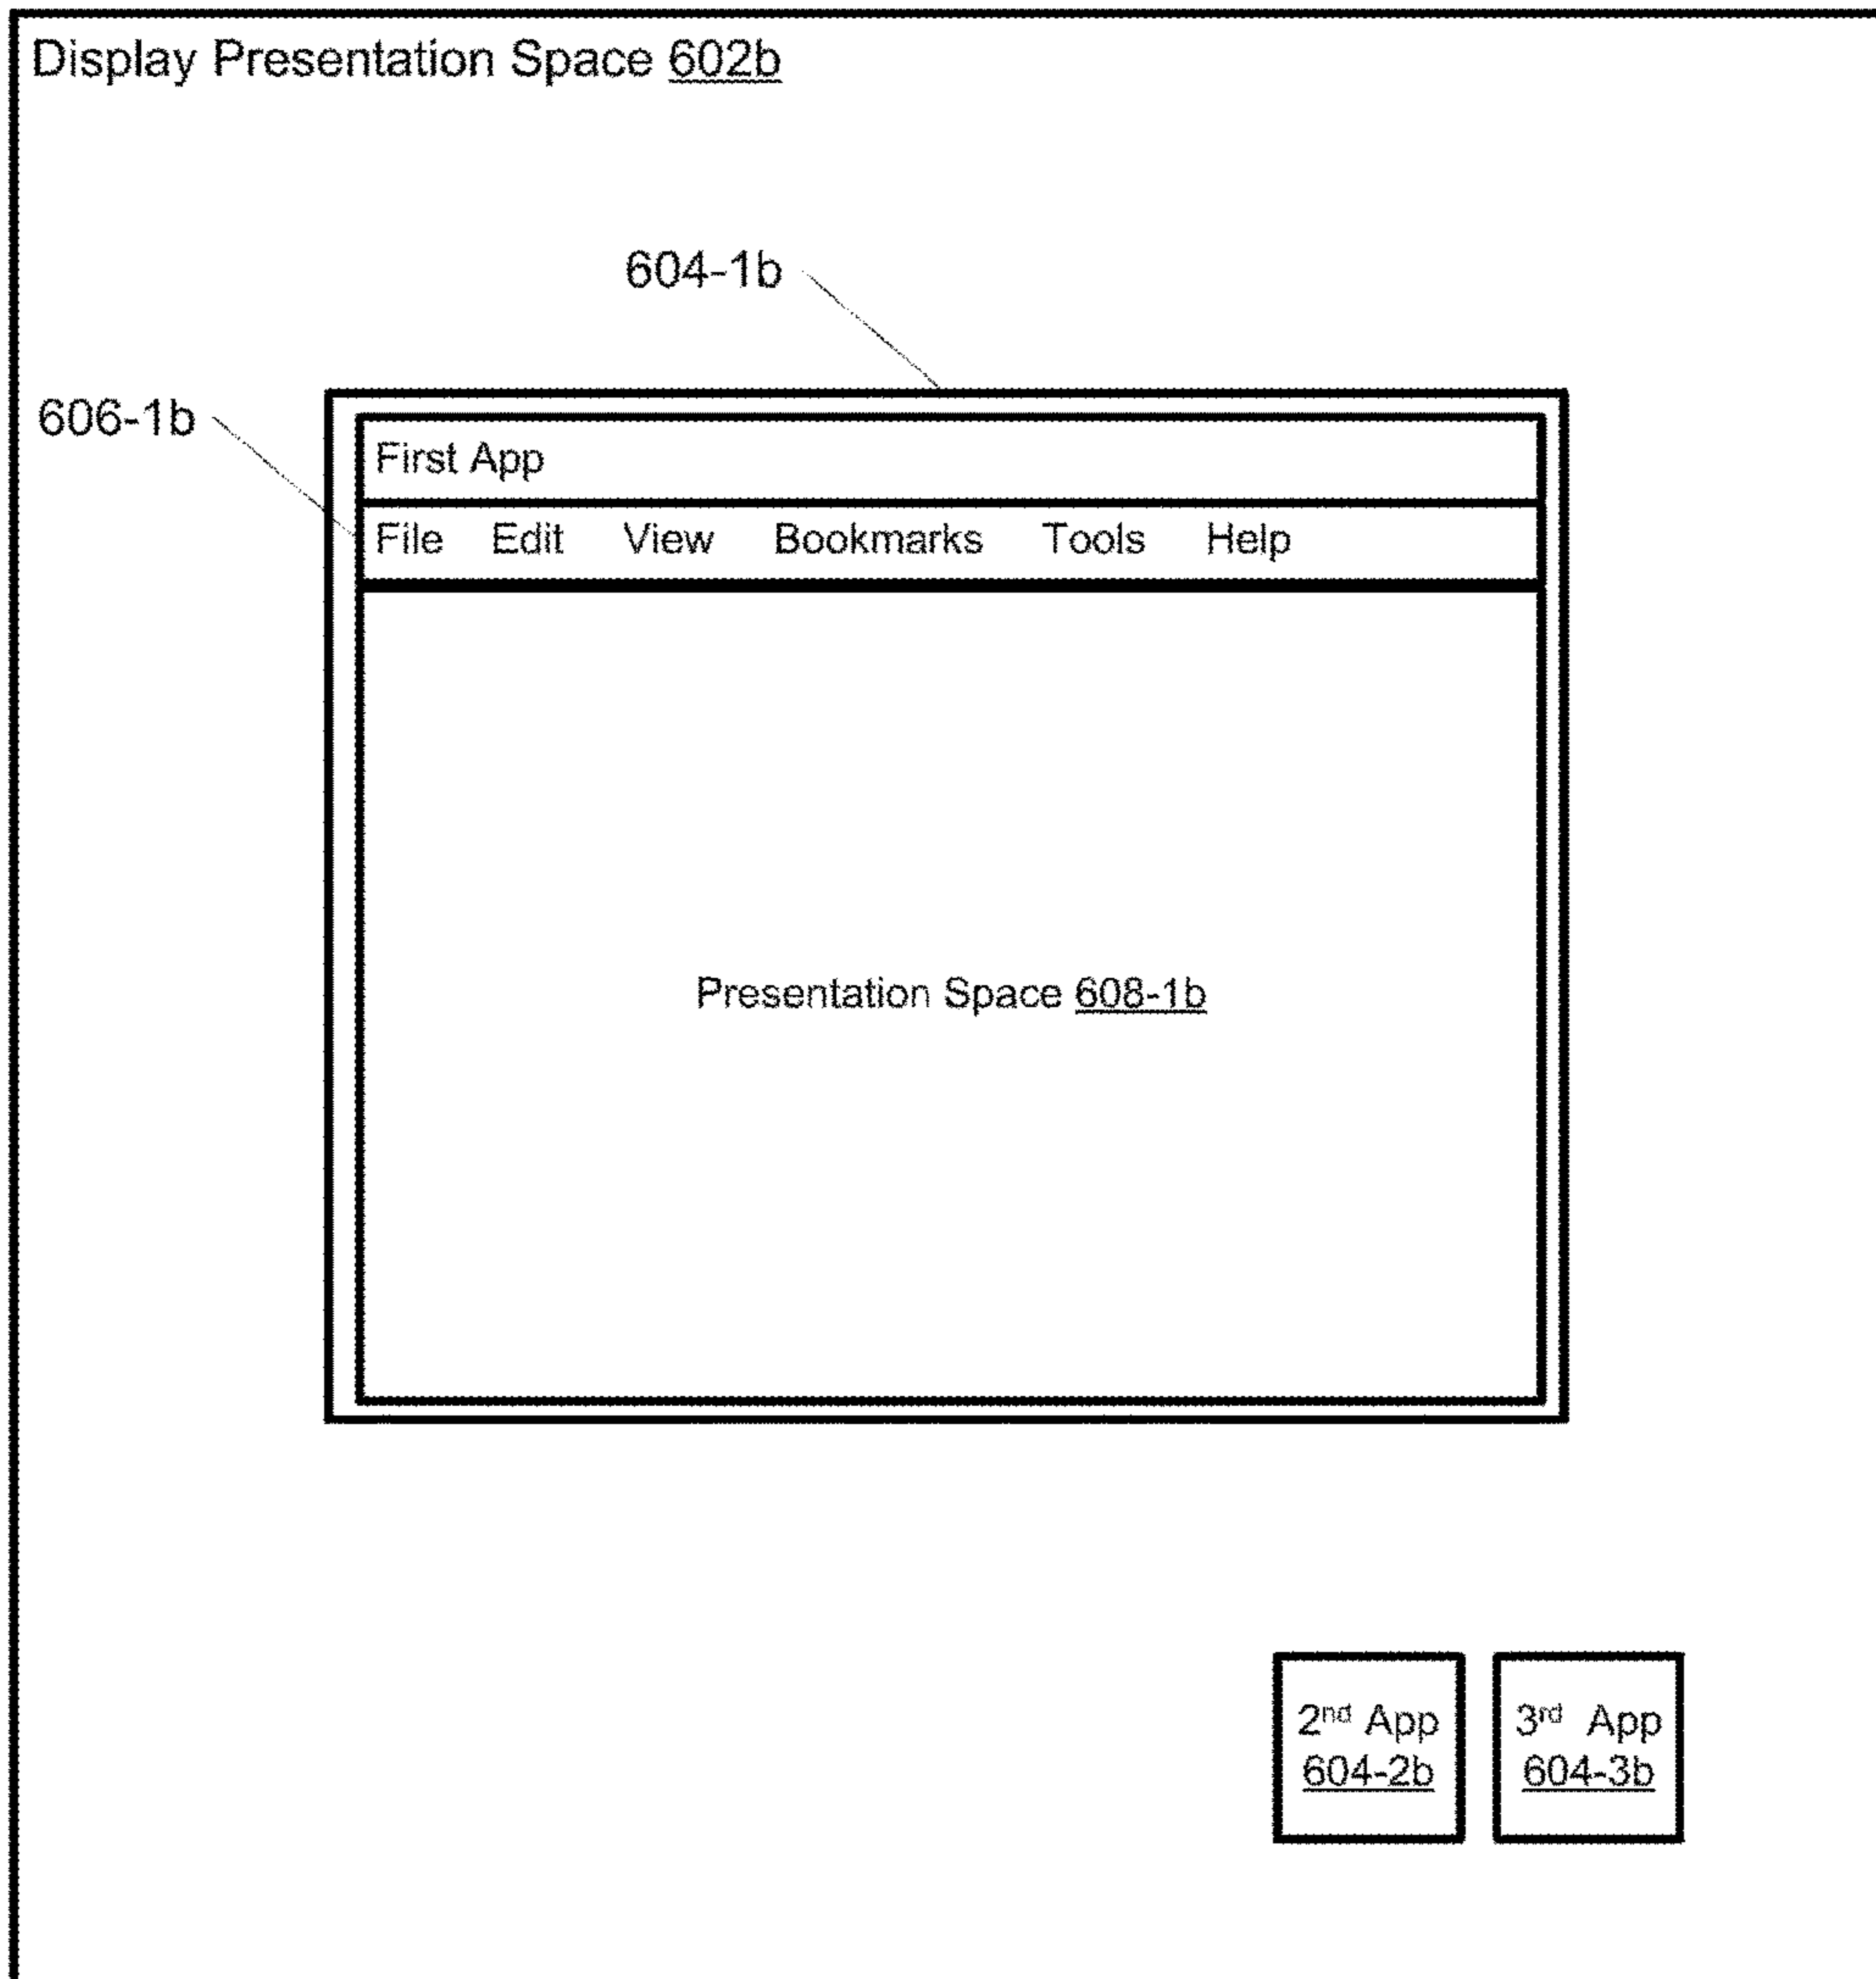 Display Presentation Space 602b
604-1b
606-1b
First App
File Edit View Bookmarks Tools Help
Presentation Space 608-1b
2nd App
604-2b
3rd App
604-3b